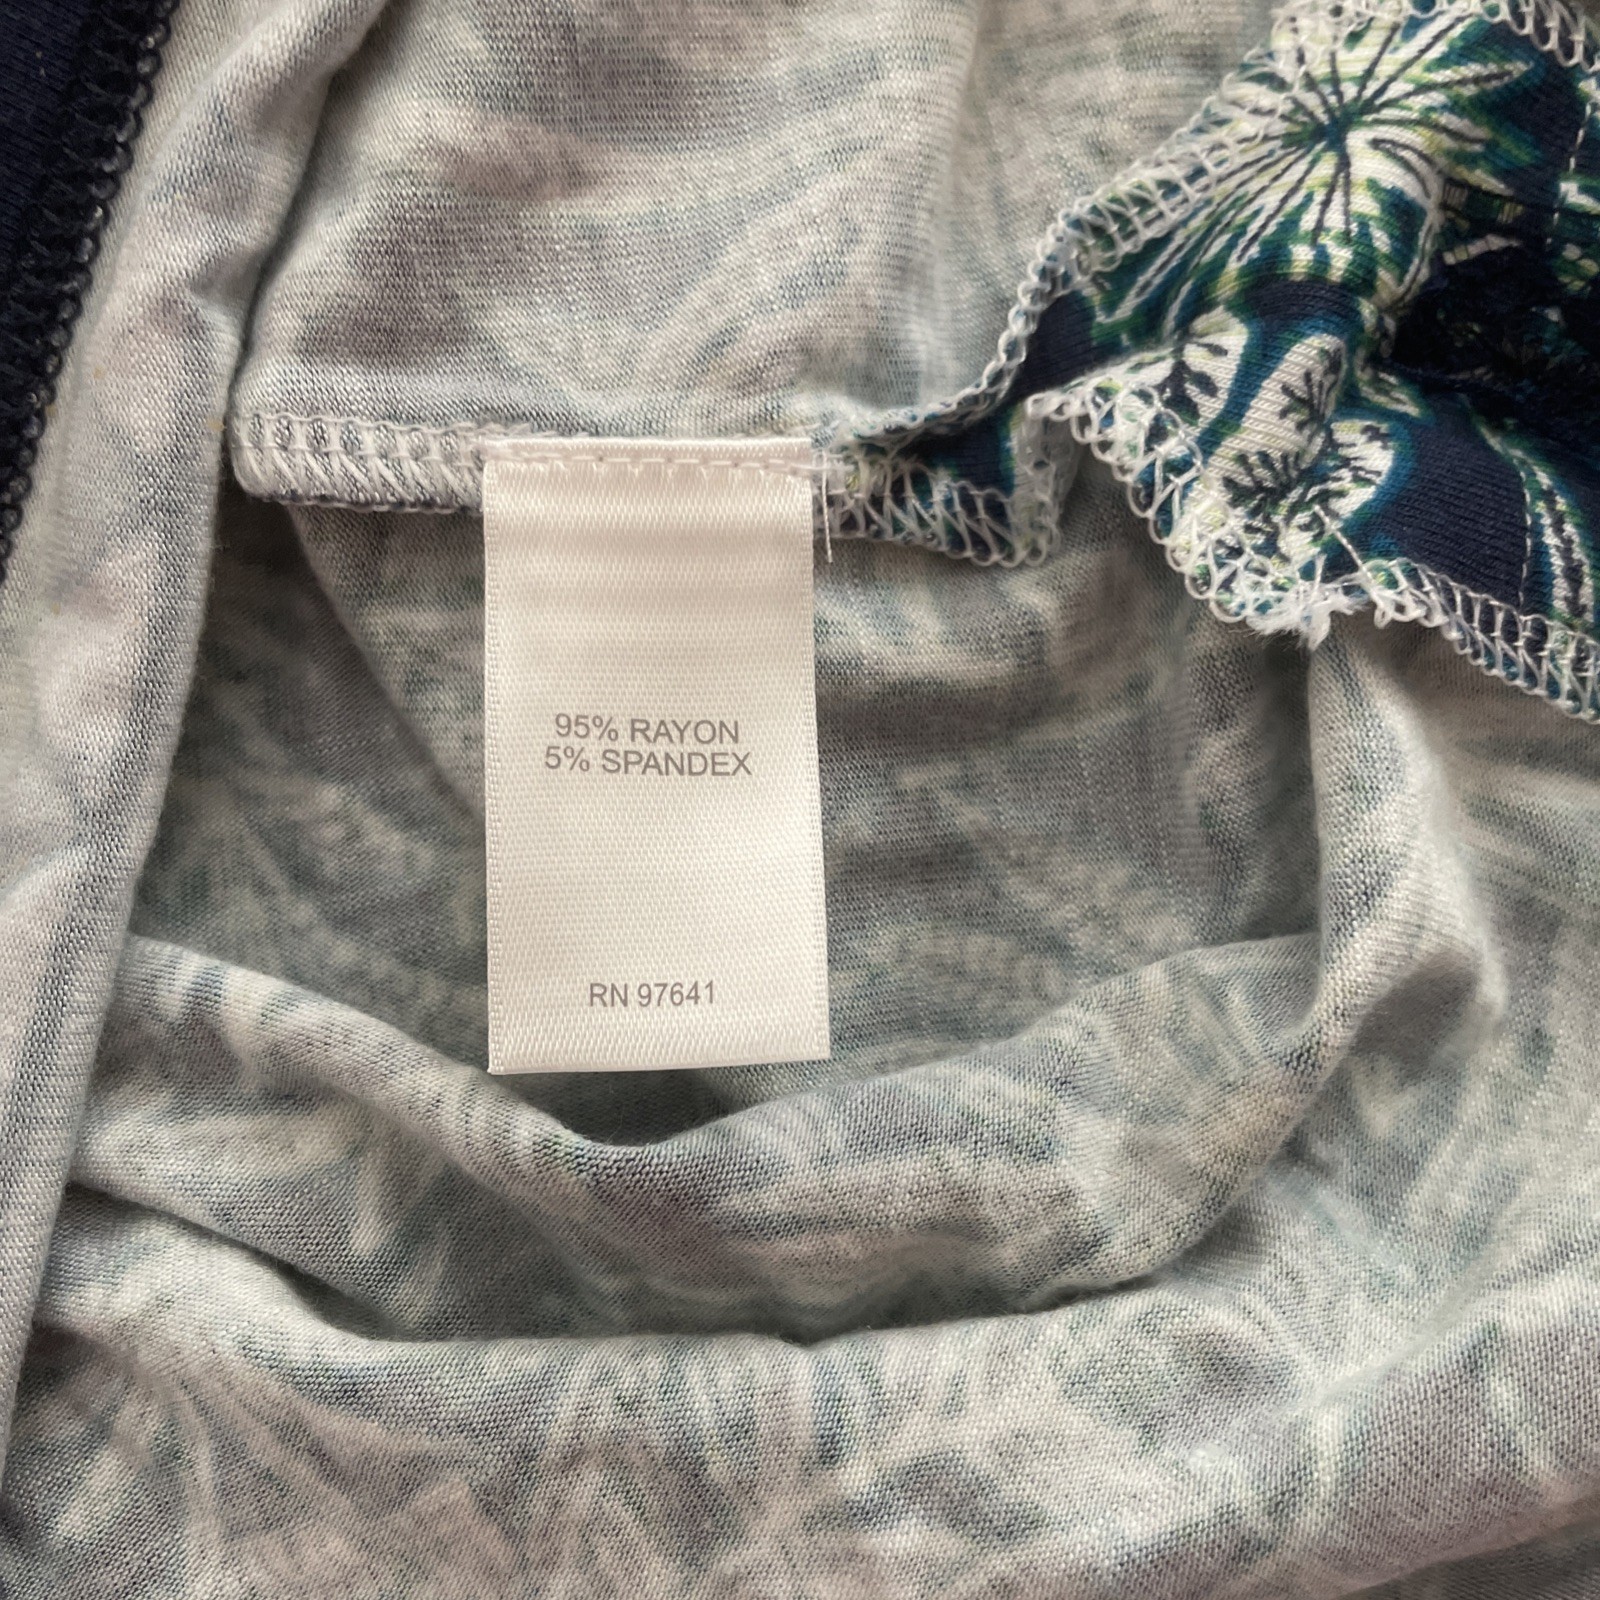 95% RAYON
5% SPANDEX
RN 97641